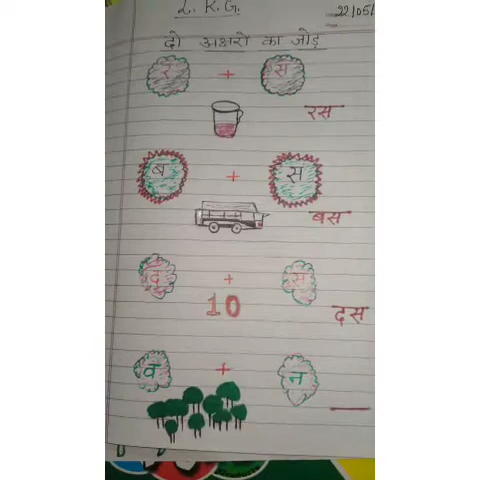 L.K.G.
22/05/
दो अक्षरो का जोड़
र + स
रस
ब + स
बस
द + स
10
दस
व + न